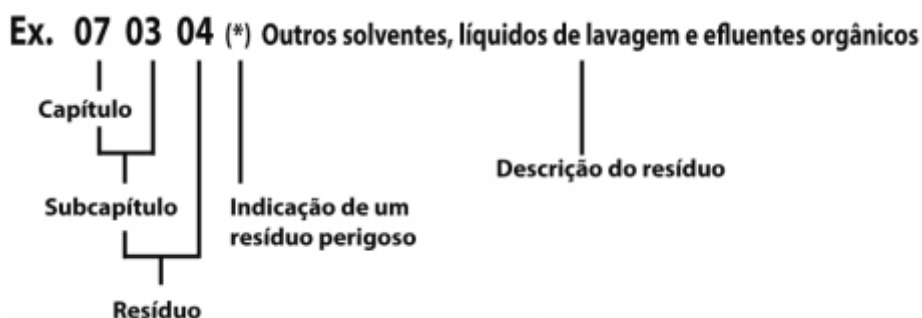 Ex. 07 03 04 (*) Outros solventes, líquidos de lavagem e efluentes orgânicos
Capítulo
Descrição do resíduo
Subcapítulo
Indicação de um
resíduo perigoso
Resíduo